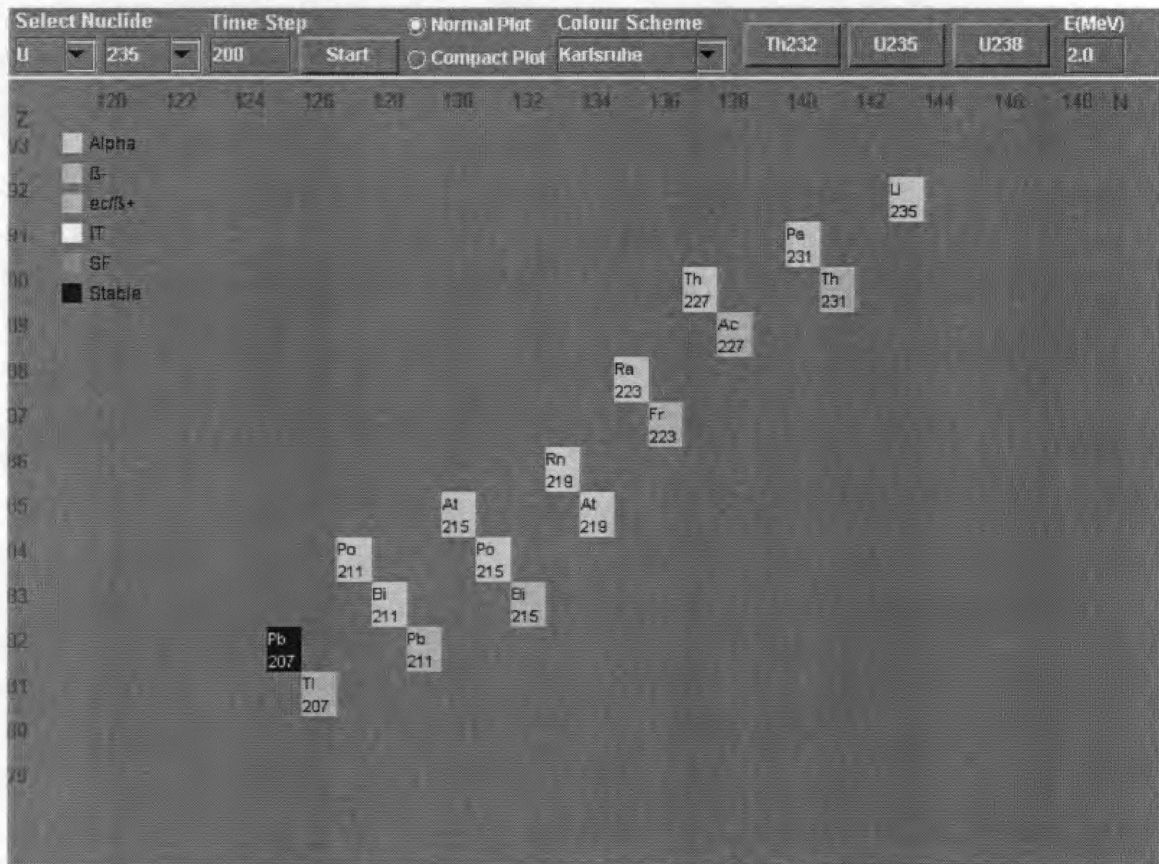 Select Nuclide Time Step Normal Plot Colour Scheme E(MeV)
U 235 200 Start Compact Plot Karlsruhe Th232 U235 U238 2.0
120 122 124 126 128 130 132 134 136 138 140 142 144 146 148 N
Z
93
Alpha
ß-
92
U
235
ec/ß+
91
Pa
231
IT
SF
90
Th
227
Th
231
Stable
89
Ac
227
88
Ra
223
87
Fr
223
86
Rn
219
85
At
215
At
219
84
Po
211
Po
215
83
Bi
211
Bi
215
82
Pb
207
Pb
211
81
Tl
207
80
79